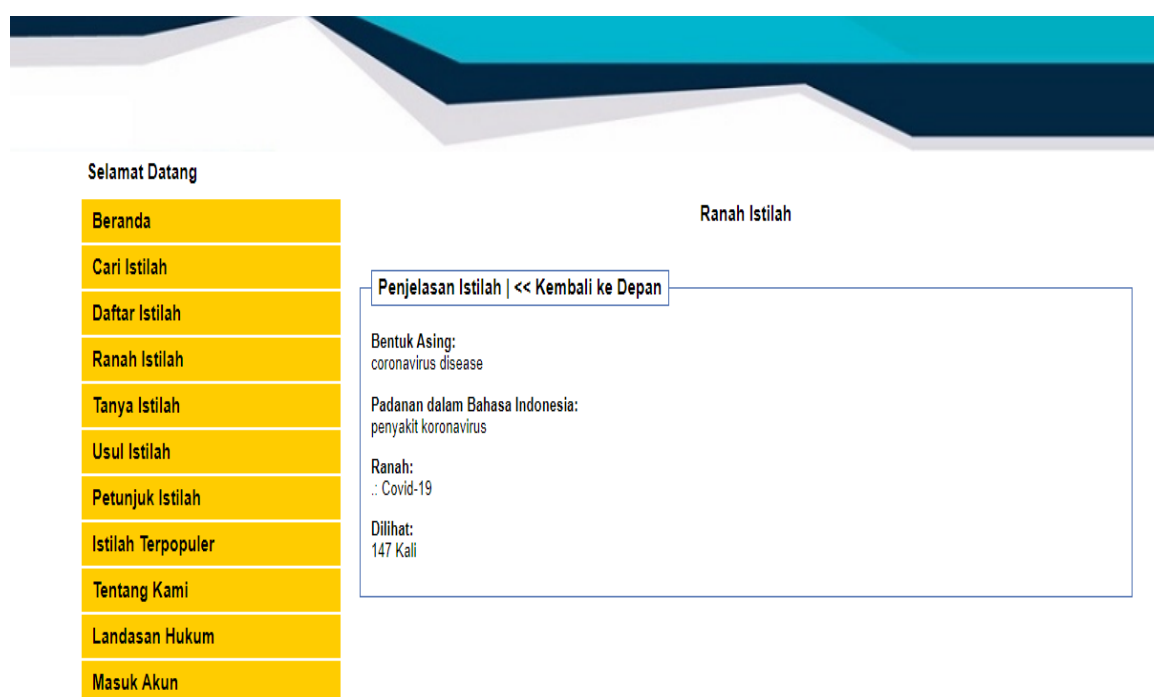 Selamat Datang
Beranda
Cari Istilah
Daftar Istilah
Ranah Istilah
Tanya Istilah
Usul Istilah
Petunjuk Istilah
Istilah Terpopuler
Tentang Kami
Landasan Hukum
Masuk Akun
Ranah Istilah
Penjelasan Istilah | << Kembali ke Depan
Bentuk Asing:
coronavirus disease
Padanan dalam Bahasa Indonesia:
penyakit koronavirus
Ranah:
.: Covid-19
Dilihat:
147 Kali